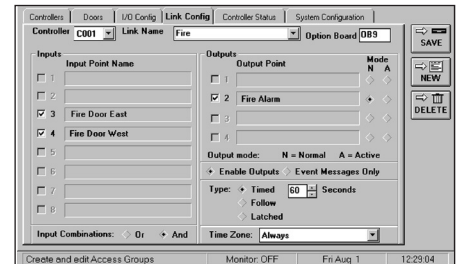 Controllers Doors I/O Config Link Config Controller Status System Configuration
Controller C001 Link Name Fire Option Board OB9
SAVE
NEW
DELETE
Inputs
Input Point Name
1
2
3 Fire Door East
4 Fire Door West
5
6
7
8
Input Combinations: Or And
Outputs
Output Point Mode
N A
1
2 Fire Alarm
3
4
Output mode: N = Normal A = Active
Enable Outputs Event Messages Only
Type: Timed 60 Seconds
Follow
Latched
Time Zone: Always
Create and edit Access Groups Monitor: OFF Fri Aug 1 12:29:04